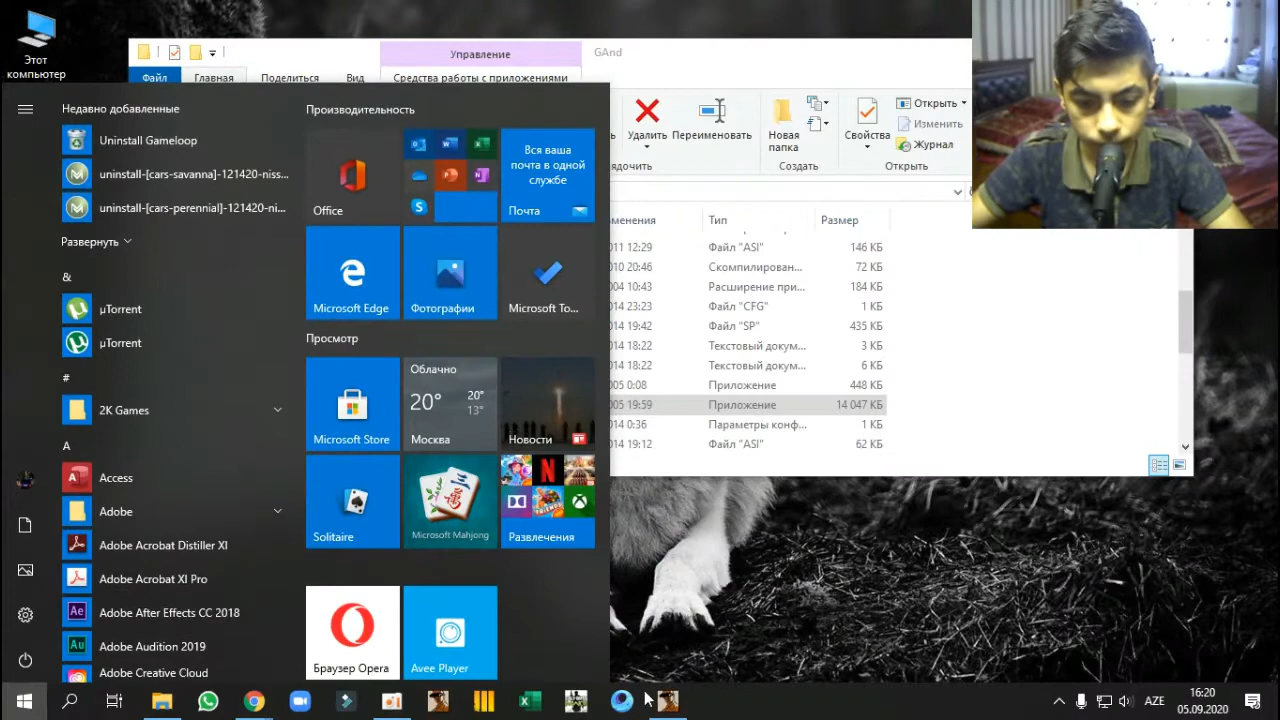 Этот
компьютер
Управление
GAnd
Файл
Главная
Поделиться
Вид
Средства работы с приложениями
Удалить
Переименовать
Новая
папка
Свойства
Открыть
Изменить
Журнал
Создать
Открыть
Тип
Размер
Файл "ASI"
146 КБ
Скомпилирован...
72 КБ
Расширение при...
184 КБ
Файл "CFG"
1 КБ
Файл "SP"
435 КБ
Текстовый докум...
3 КБ
Текстовый докум...
6 КБ
Приложение
448 КБ
Приложение
14 047 КБ
Параметры конф...
1 КБ
Файл "ASI"
62 КБ
Недавно добавленные
Uninstall Gameloop
uninstall-[cars-savanna]-121420-niss...
uninstall-[cars-perennial]-121420-ni...
Развернуть
&
µTorrent
µTorrent
#
2K Games
A
Access
Adobe
Adobe Acrobat Distiller XI
Adobe Acrobat XI Pro
Adobe After Effects CC 2018
Adobe Audition 2019
Adobe Creative Cloud
Производительность
Office
Вся ваша
почта в одной
службе
Почта
Microsoft Edge
Фотографии
Microsoft To...
Просмотр
Microsoft Store
Облачно
20°
20°
13°
Москва
Новости
Solitaire
Microsoft Mahjong
Развлечения
Браузер Opera
Avee Player
AZE
16:20
05.09.2020